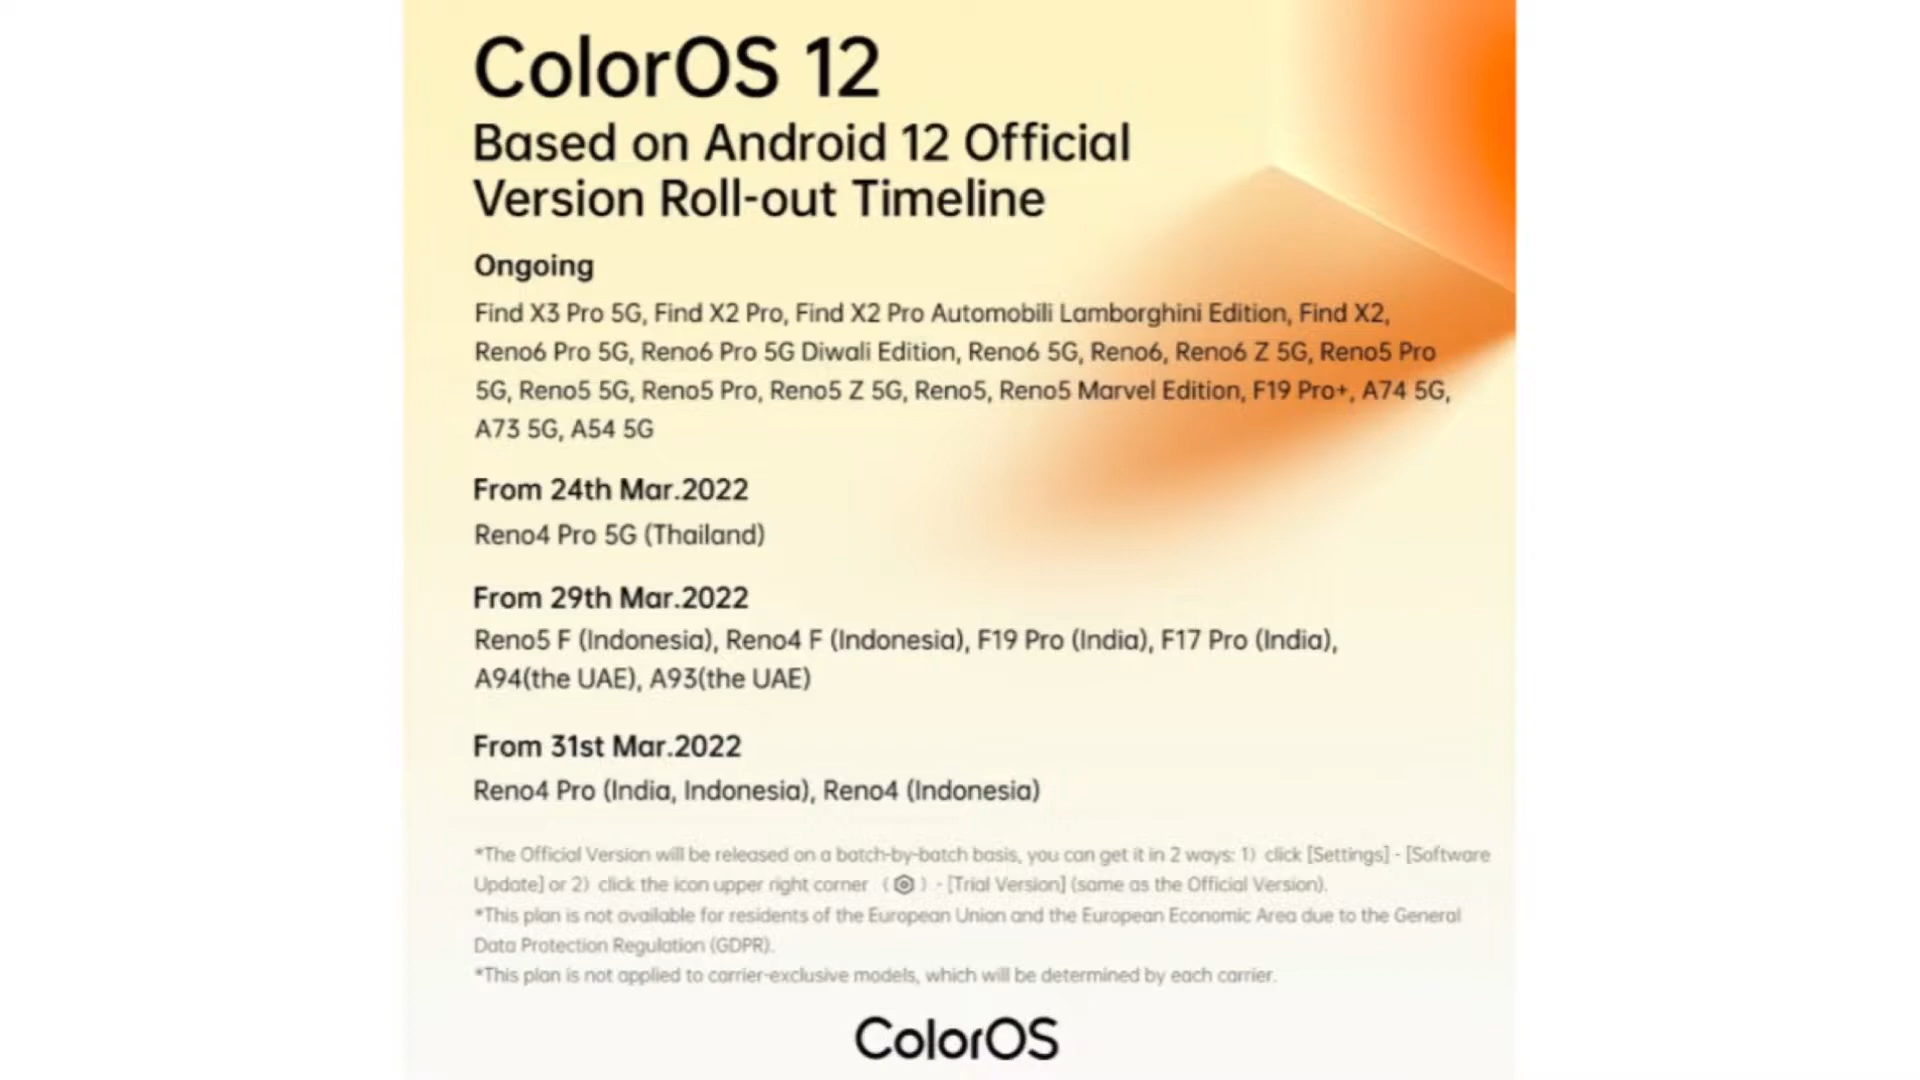 ColorOS 12
Based on Android 12 Official
Version Roll-out Timeline
Ongoing
Find X3 Pro 5G, Find X2 Pro, Find X2 Pro Automobili Lamborghini Edition, Find X2,
Reno6 Pro 5G, Reno6 Pro 5G Diwali Edition, Reno6 5G, Reno6, Reno6 Z 5G, Reno5 Pro
5G, Reno5 5G, Reno5 Pro, Reno5 Z 5G, Reno5, Reno5 Marvel Edition, F19 Pro+, A74 5G,
A73 5G, A54 5G
From 24th Mar.2022
Reno4 Pro 5G (Thailand)
From 29th Mar.2022
Reno5 F (Indonesia), Reno4 F (Indonesia), F19 Pro (India), F17 Pro (India),
A94(the UAE), A93(the UAE)
From 31st Mar.2022
Reno4 Pro (India, Indonesia), Reno4 (Indonesia)
*The Official Version will be released on a batch-by-batch basis, you can get it in 2 ways: 1) click [Settings] - [Software
Update] or 2) click the icon upper right corner ( ) - [Trial Version] (same as the Official Version).
*This plan is not available for residents of the European Union and the European Economic Area due to the General
Data Protection Regulation (GDPR).
*This plan is not applied to carrier-exclusive models, which will be determined by each carrier.
ColorOS